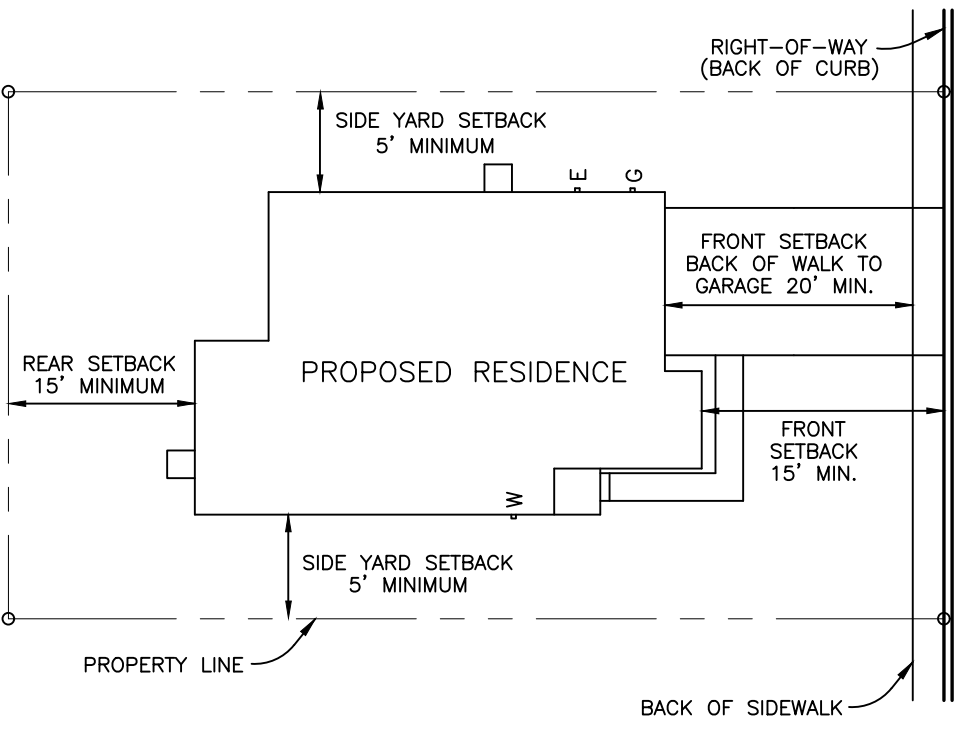 RIGHT-OF-WAY
(BACK OF CURB)
SIDE YARD SETBACK
5' MINIMUM
E
G
FRONT SETBACK
BACK OF WALK TO
GARAGE 20' MIN.
REAR SETBACK
15' MINIMUM
PROPOSED RESIDENCE
FRONT
SETBACK
15' MIN.
W
SIDE YARD SETBACK
5' MINIMUM
PROPERTY LINE
BACK OF SIDEWALK